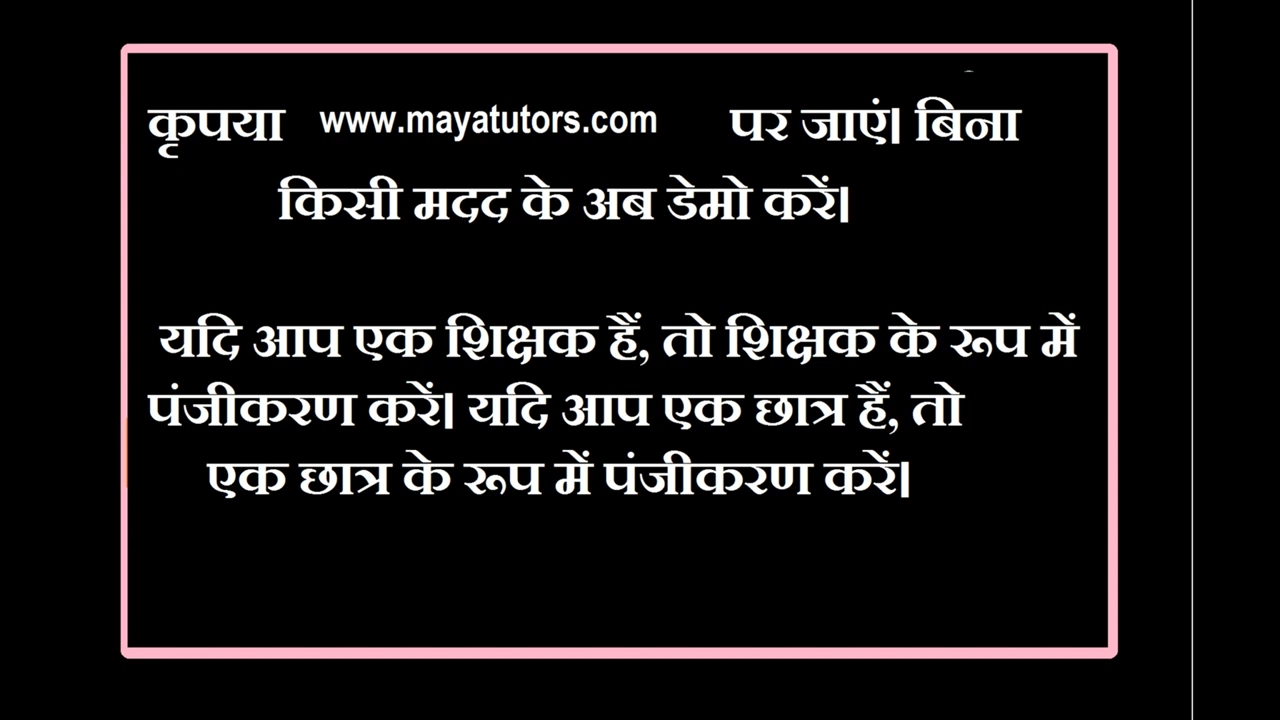 कृपया www.mayatutors.com पर जाएं। बिना
किसी मदद के अब डेमो करें।
यदि आप एक शिक्षक हैं, तो शिक्षक के रूप में
पंजीकरण करें। यदि आप एक छात्र हैं, तो
एक छात्र के रूप में पंजीकरण करें।